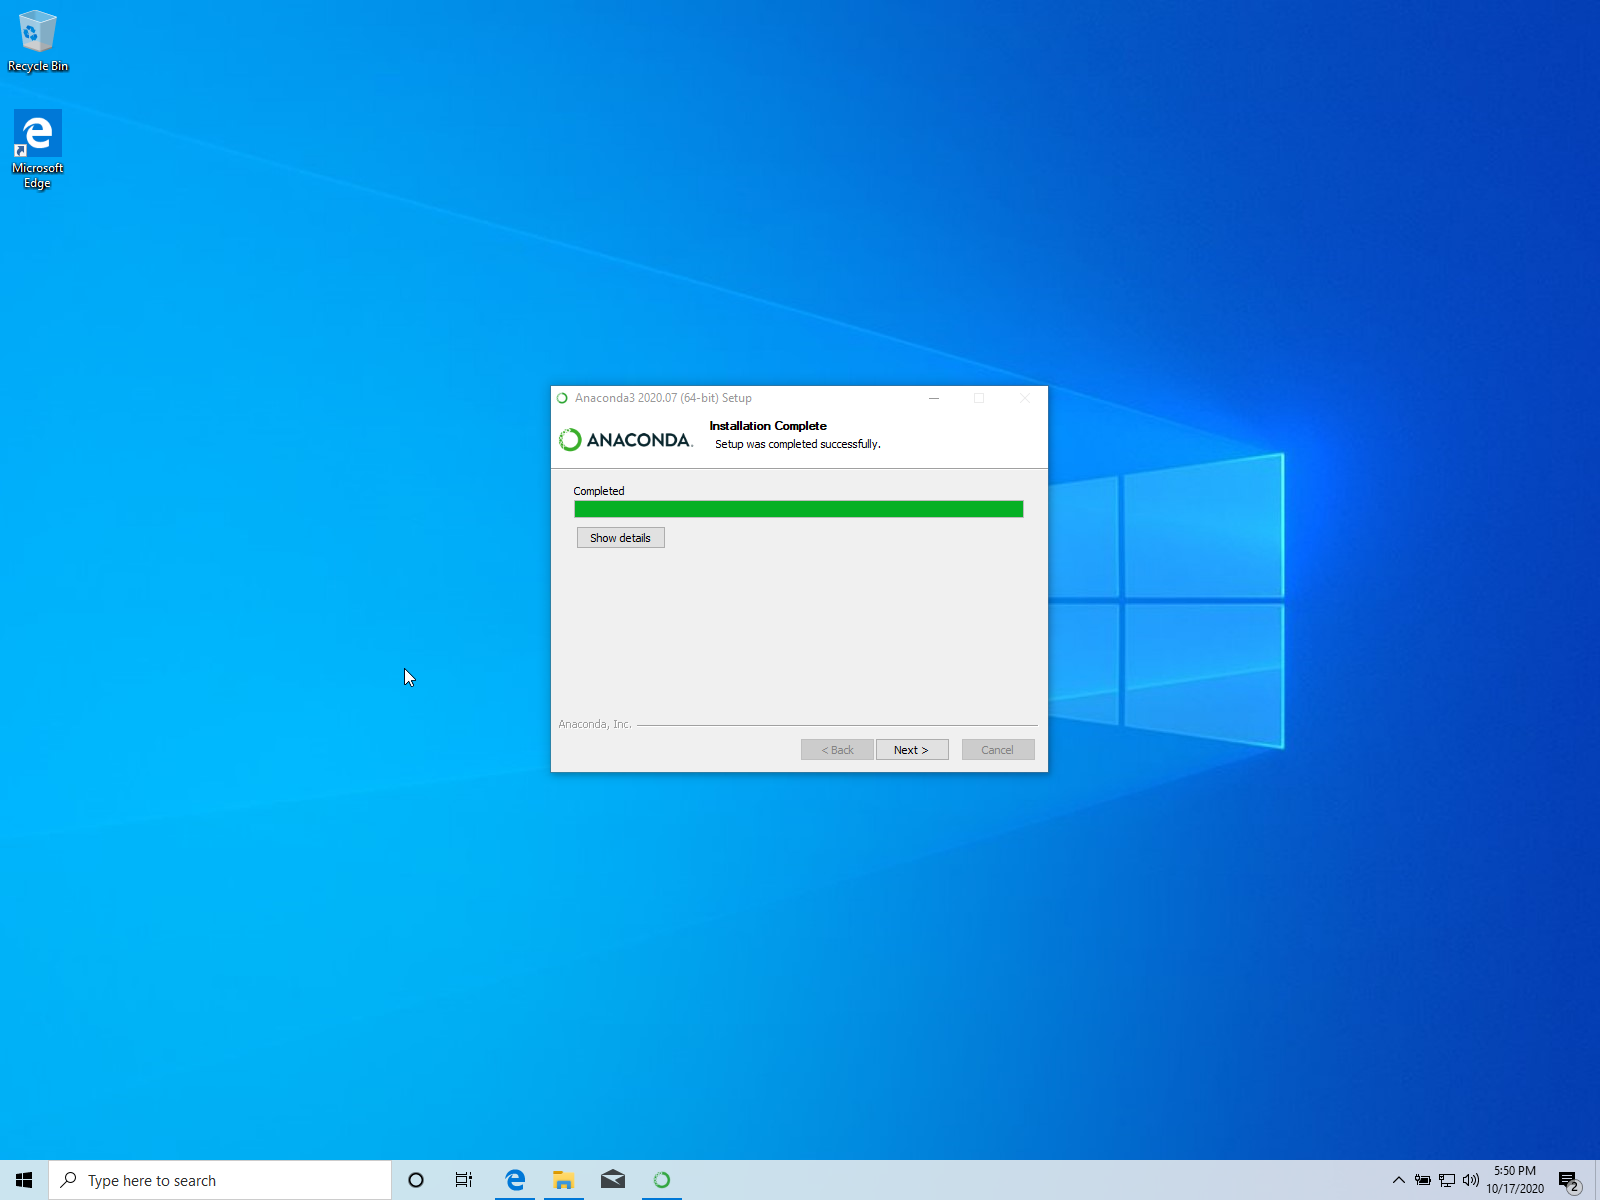 Recycle Bin
Microsoft
Edge
Anaconda3 2020.07 (64-bit) Setup
ANACONDA.
Installation Complete
Setup was completed successfully.
Completed
Show details
Anaconda, Inc.
< Back
Next >
Cancel
Type here to search
5:50 PM
10/17/2020
2